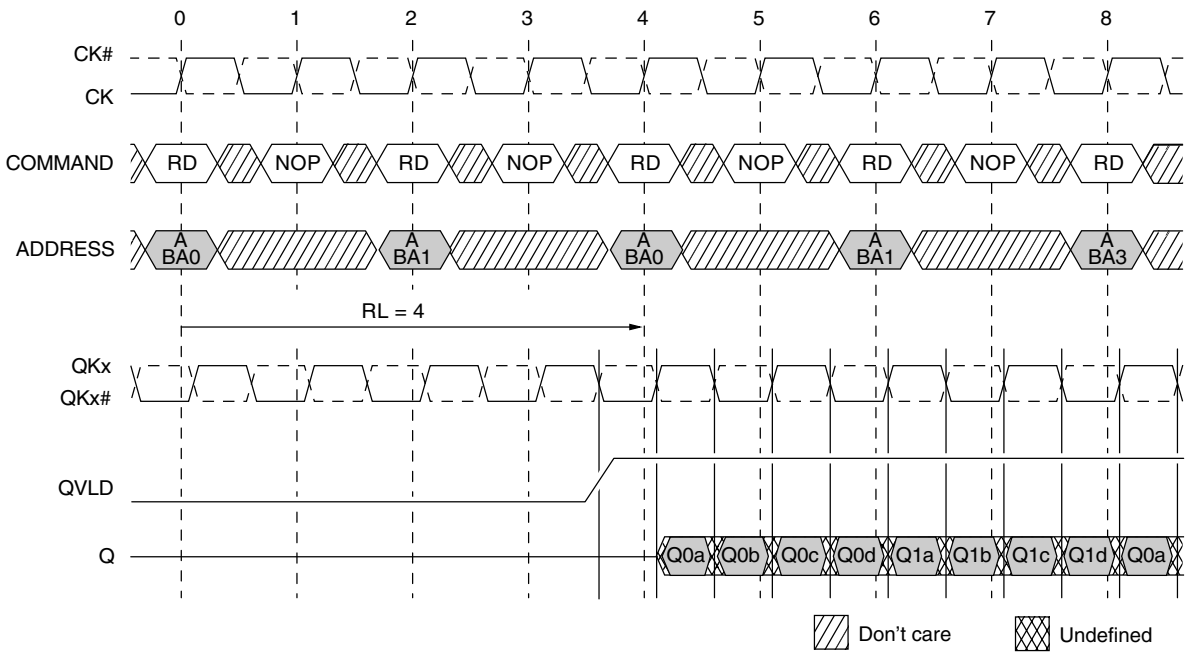 0 1 2 3 4 5 6 7 8
CK#
CK
COMMAND RD NOP RD NOP RD NOP RD NOP RD
ADDRESS A BA0 A BA1 A BA0 A BA1 A BA3
RL = 4
QKx
QKx#
QVLD
Q Q0a Q0b Q0c Q0d Q1a Q1b Q1c Q1d Q0a
Don't care Undefined